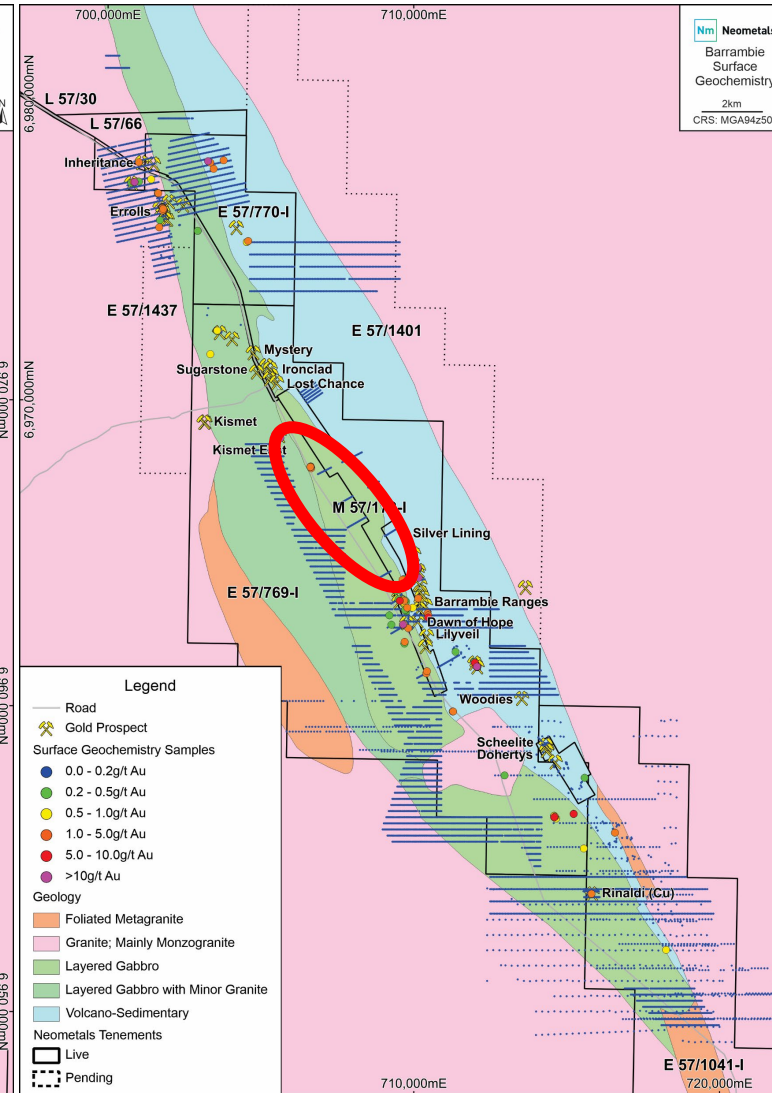 700,000mE
710,000mE
Nm Neometals
Barrambie
Surface
Geochemistry
2km
CRS: MGA94z50
6,980,000mN
L 57/30
L 57/66
Inheritance
Errolls
E 57/770-I
E 57/1437
E 57/1401
Mystery
Sugarstone
Ironclad
Lost Chance
6,970,000mN
Kismet
Kismet East
Silver Lining
E 57/769-I
Barrambie Ranges
Dawn of Hope
Lilyveil
Woodies
Scheelite
Dohertys
Rinaldi (Cu)
E 57/1041-I
Legend
Road
Gold Prospect
Surface Geochemistry Samples
0.0 - 0.2g/t Au
0.2 - 0.5g/t Au
0.5 - 1.0g/t Au
1.0 - 5.0g/t Au
5.0 - 10.0g/t Au
>10g/t Au
Geology
Foliated Metagranite
Granite; Mainly Monzogranite
Layered Gabbro
Layered Gabbro with Minor Granite
Volcano-Sedimentary
Neometals Tenements
Live
Pending
710,000mE
720,000mE